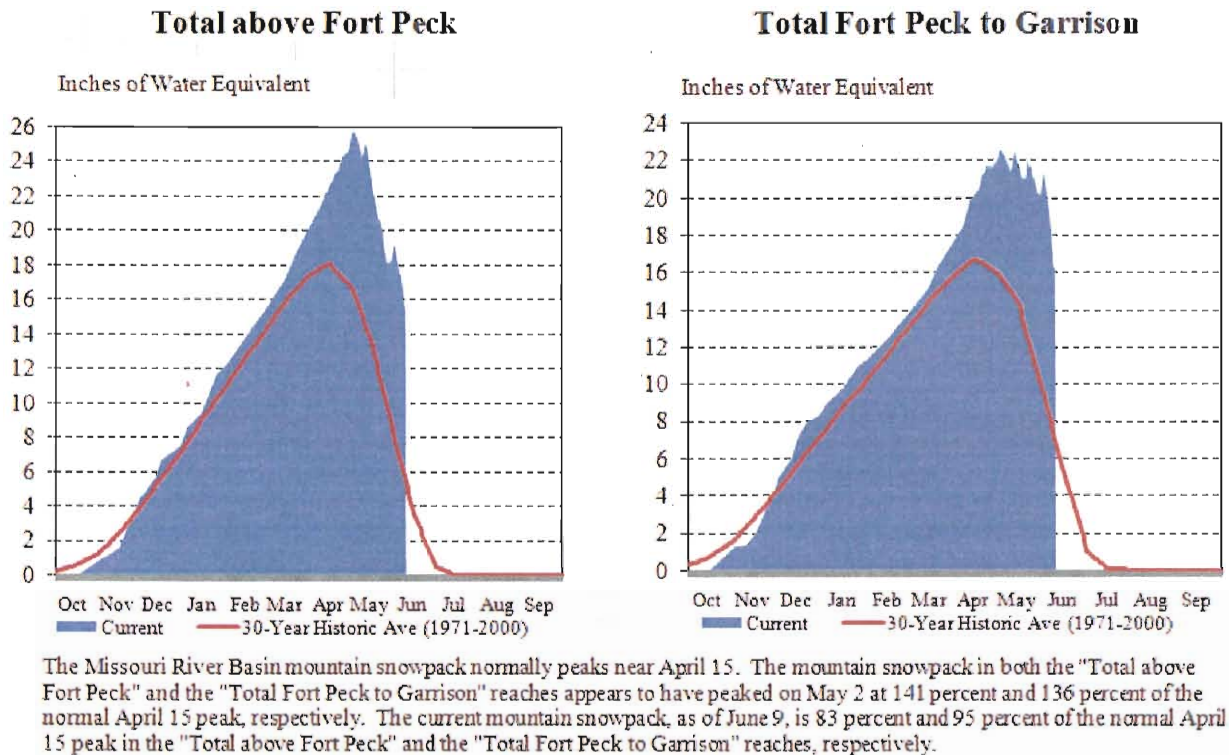 Total above Fort Peck
Total Fort Peck to Garrison
Inches of Water Equivalent
Inches of Water Equivalent
26
24
22
20
18
16
14
12
10
8
6
4
2
0
Oct Nov Dec Jan Feb Mar Apr May Jun Jul Aug Sep
Current 30-Year Historic Ave (1971-2000)
24
22
20
18
16
14
12
10
8
6
4
2
0
Oct Nov Dec Jan Feb Mar Apr May Jun Jul Aug Sep
Current 30-Year Historic Ave (1971-2000)
The Missouri River Basin mountain snowpack normally peaks near April 15. The mountain snowpack in both the "Total above
Fort Peck" and the "Total Fort Peck to Garrison" reaches appears to have peaked on May 2 at 141 percent and 136 percent of the
normal April 15 peak, respectively. The current mountain snowpack, as of June 9, is 83 percent and 95 percent of the normal April
15 peak in the "Total above Fort Peck" and the "Total Fort Peck to Garrison" reaches, respectively.